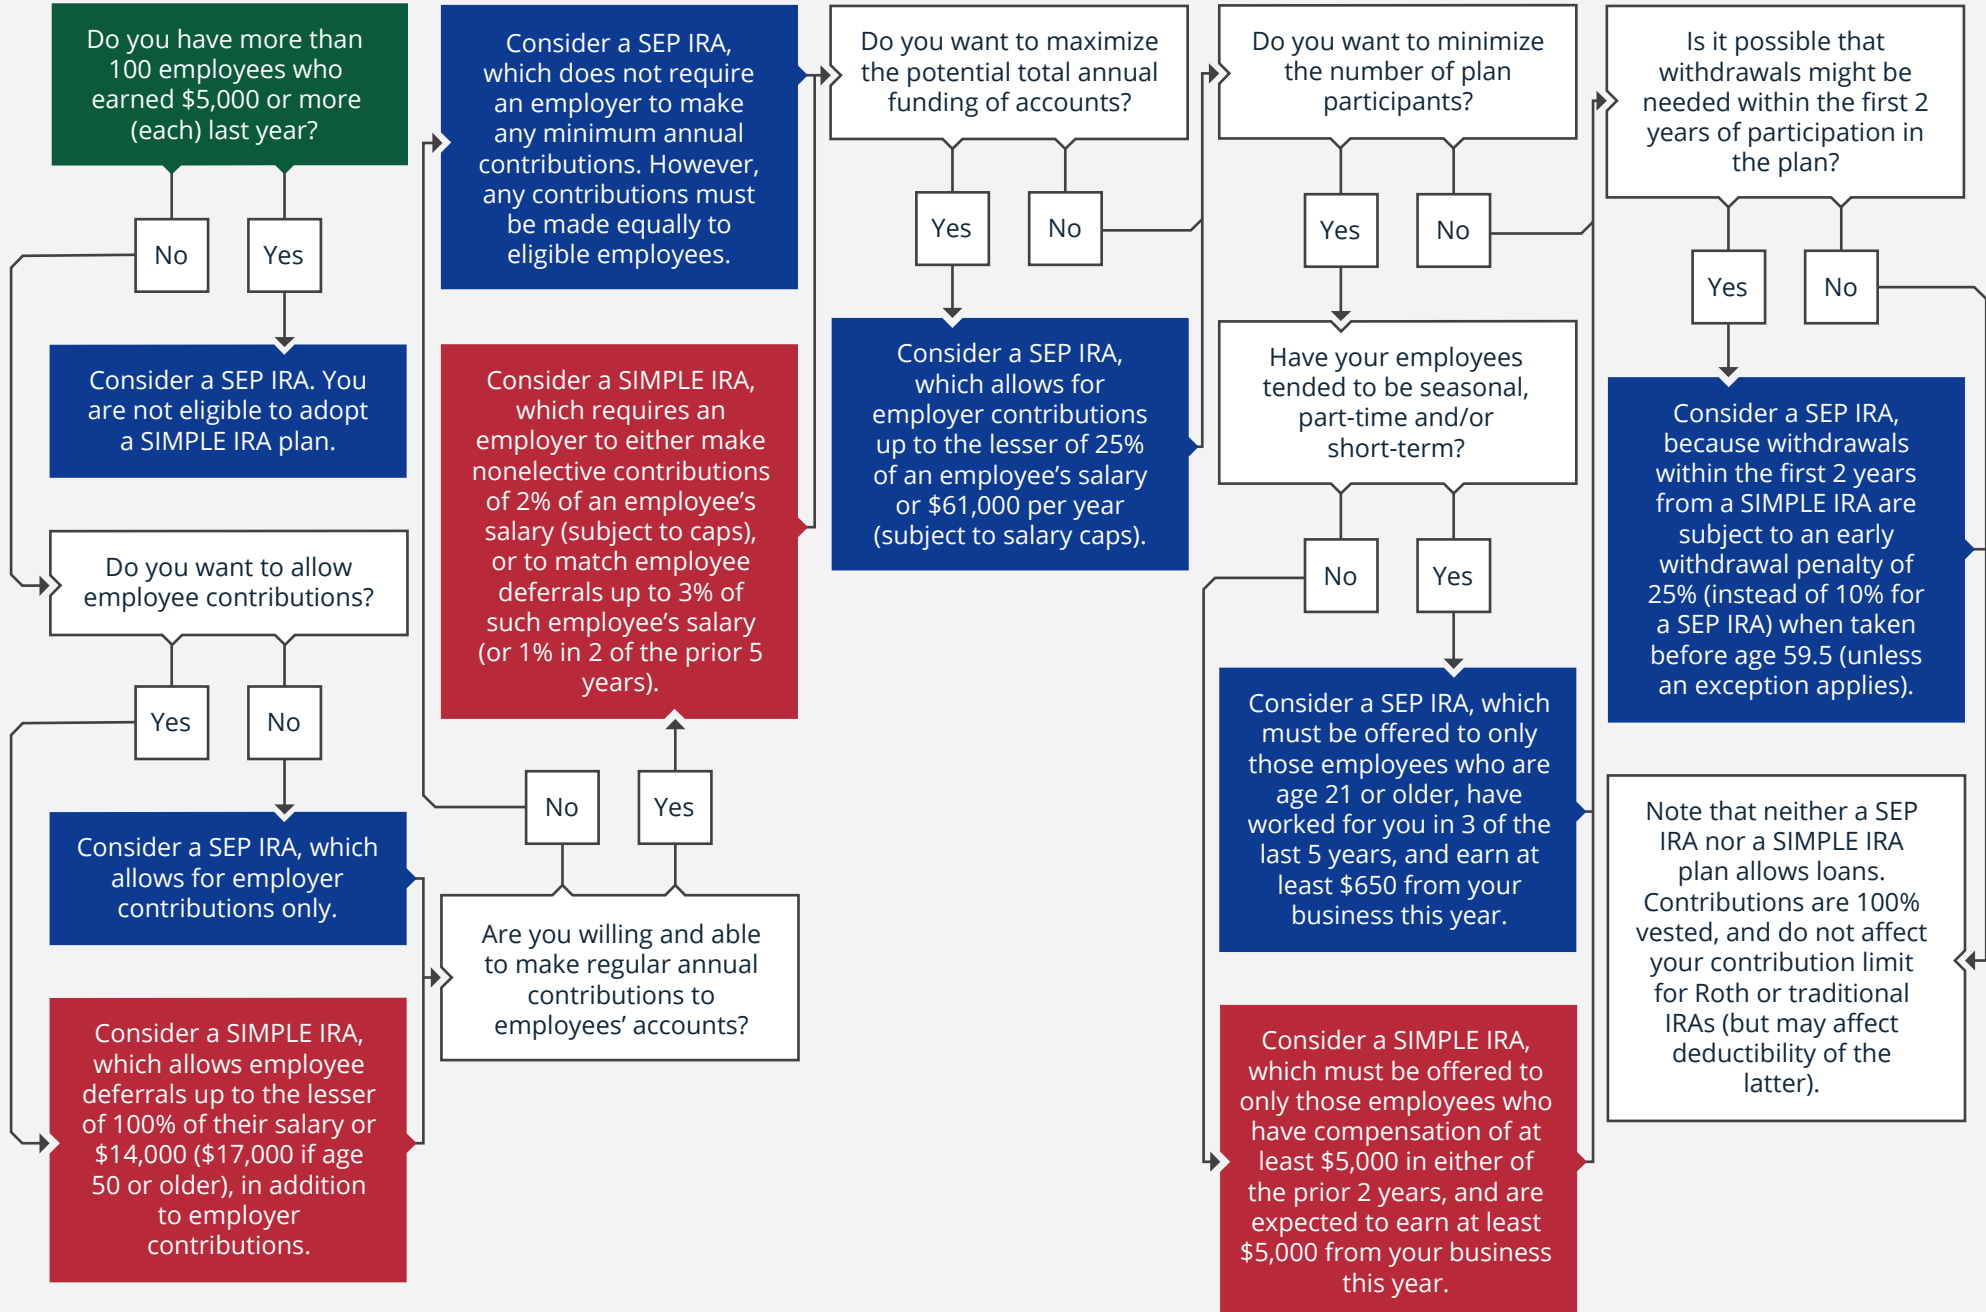 Do you have more than
100 employees who
earned $5,000 or more
(each) last year?
No
Yes
Consider a SEP IRA. You
are not eligible to adopt
a SIMPLE IRA plan.
Do you want to allow
employee contributions?
Yes
No
Consider a SEP IRA, which
allows for employer
contributions only.
Consider a SIMPLE IRA,
which allows employee
deferrals up to the lesser
of 100% of their salary or
$14,000 ($17,000 if age
50 or older), in addition
to employer
contributions.
Consider a SEP IRA,
which does not require
an employer to make
any minimum annual
contributions. However,
any contributions must
be made equally to
eligible employees.
Consider a SIMPLE IRA,
which requires an
employer to either make
nonelective contributions
of 2% of an employee’s
salary (subject to caps),
or to match employee
deferrals up to 3% of
such employee’s salary
(or 1% in 2 of the prior 5
years).
No
Yes
Are you willing and able
to make regular annual
contributions to
employees’ accounts?
Do you want to maximize
the potential total annual
funding of accounts?
Yes
No
Consider a SEP IRA,
which allows for
employer contributions
up to the lesser of 25%
of an employee’s salary
or $61,000 per year
(subject to salary caps).
Do you want to minimize
the number of plan
participants?
Yes
No
Have your employees
tended to be seasonal,
part-time and/or
short-term?
No
Yes
Consider a SEP IRA, which
must be offered to only
those employees who are
age 21 or older, have
worked for you in 3 of the
last 5 years, and earn at
least $650 from your
business this year.
Consider a SIMPLE IRA,
which must be offered to
only those employees who
have compensation of at
least $5,000 in either of
the prior 2 years, and are
expected to earn at least
$5,000 from your business
this year.
Is it possible that
withdrawals might be
needed within the first 2
years of participation in
the plan?
Yes
No
Consider a SEP IRA,
because withdrawals
within the first 2 years
from a SIMPLE IRA are
subject to an early
withdrawal penalty of
25% (instead of 10% for
a SEP IRA) when taken
before age 59.5 (unless
an exception applies).
Note that neither a SEP
IRA nor a SIMPLE IRA
plan allows loans.
Contributions are 100%
vested, and do not affect
your contribution limit
for Roth or traditional
IRAs (but may affect
deductibility of the
latter).